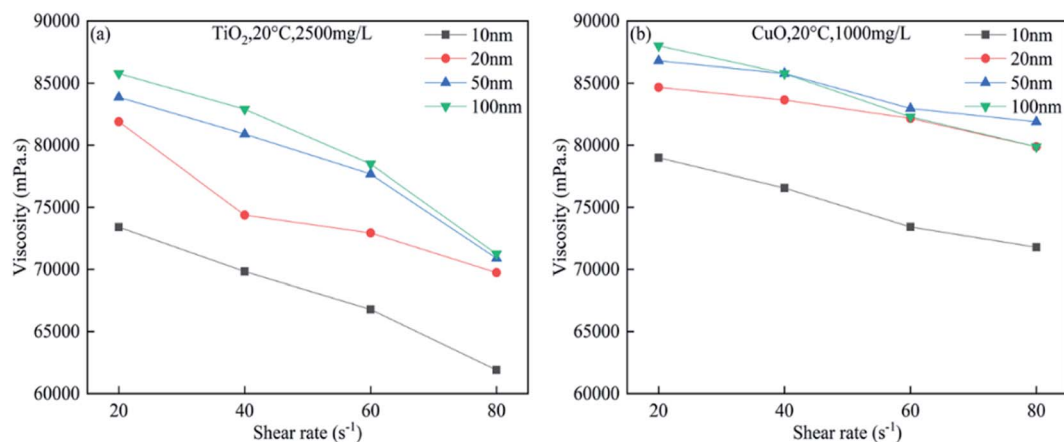 (a)
TiO₂,20°C,2500mg/L
10nm
20nm
50nm
100nm
90000
85000
80000
75000
70000
65000
60000
Viscosity (mPa.s)
20
40
60
80
Shear rate (s⁻¹)
(b)
CuO,20°C,1000mg/L
10nm
20nm
50nm
100nm
90000
85000
80000
75000
70000
65000
60000
Viscosity (mPa.s)
20
40
60
80
Shear rate (s⁻¹)